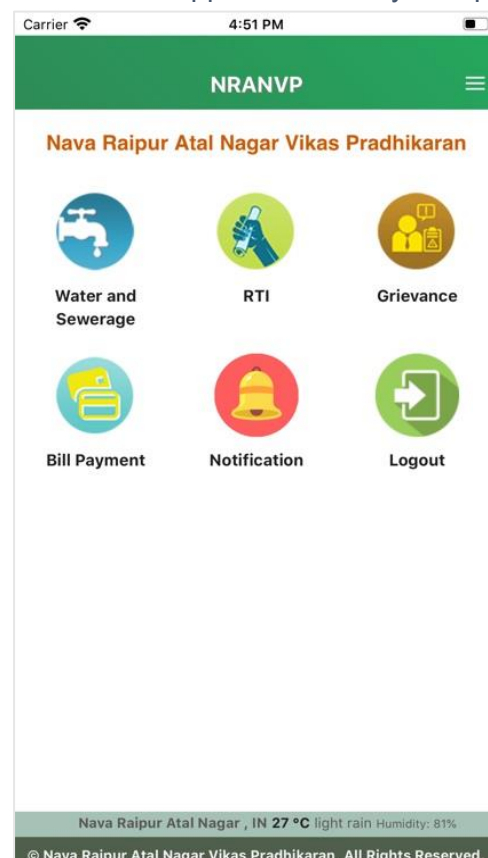 Carrier 4:51 PM
NRANVP
Nava Raipur Atal Nagar Vikas Pradhikaran
Water and
Sewerage
RTI
Grievance
Bill Payment
Notification
Logout
Nava Raipur Atal Nagar , IN 27 °C light rain Humidity: 81%
© Nava Raipur Atal Nagar Vikas Pradhikaran. All Rights Reserved